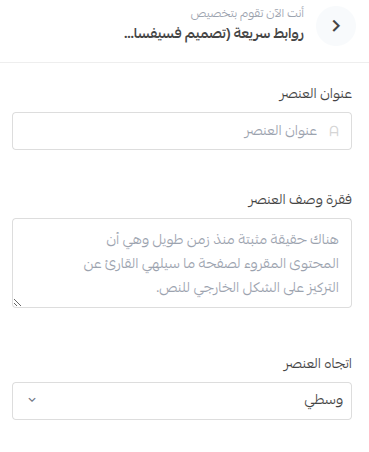 أنت الآن تقوم بتخصيص
روابط سريعة (تصميم فسيفسا...
عنوان العنصر
عنوان العنصر
فقرة وصف العنصر
هناك حقيقة مثبتة منذ زمن طويل وهي أن
المحتوى المقروء لصفحة ما سيلهي القارئ عن
التركيز على الشكل الخارجي للنص.
اتجاه العنصر
وسطي